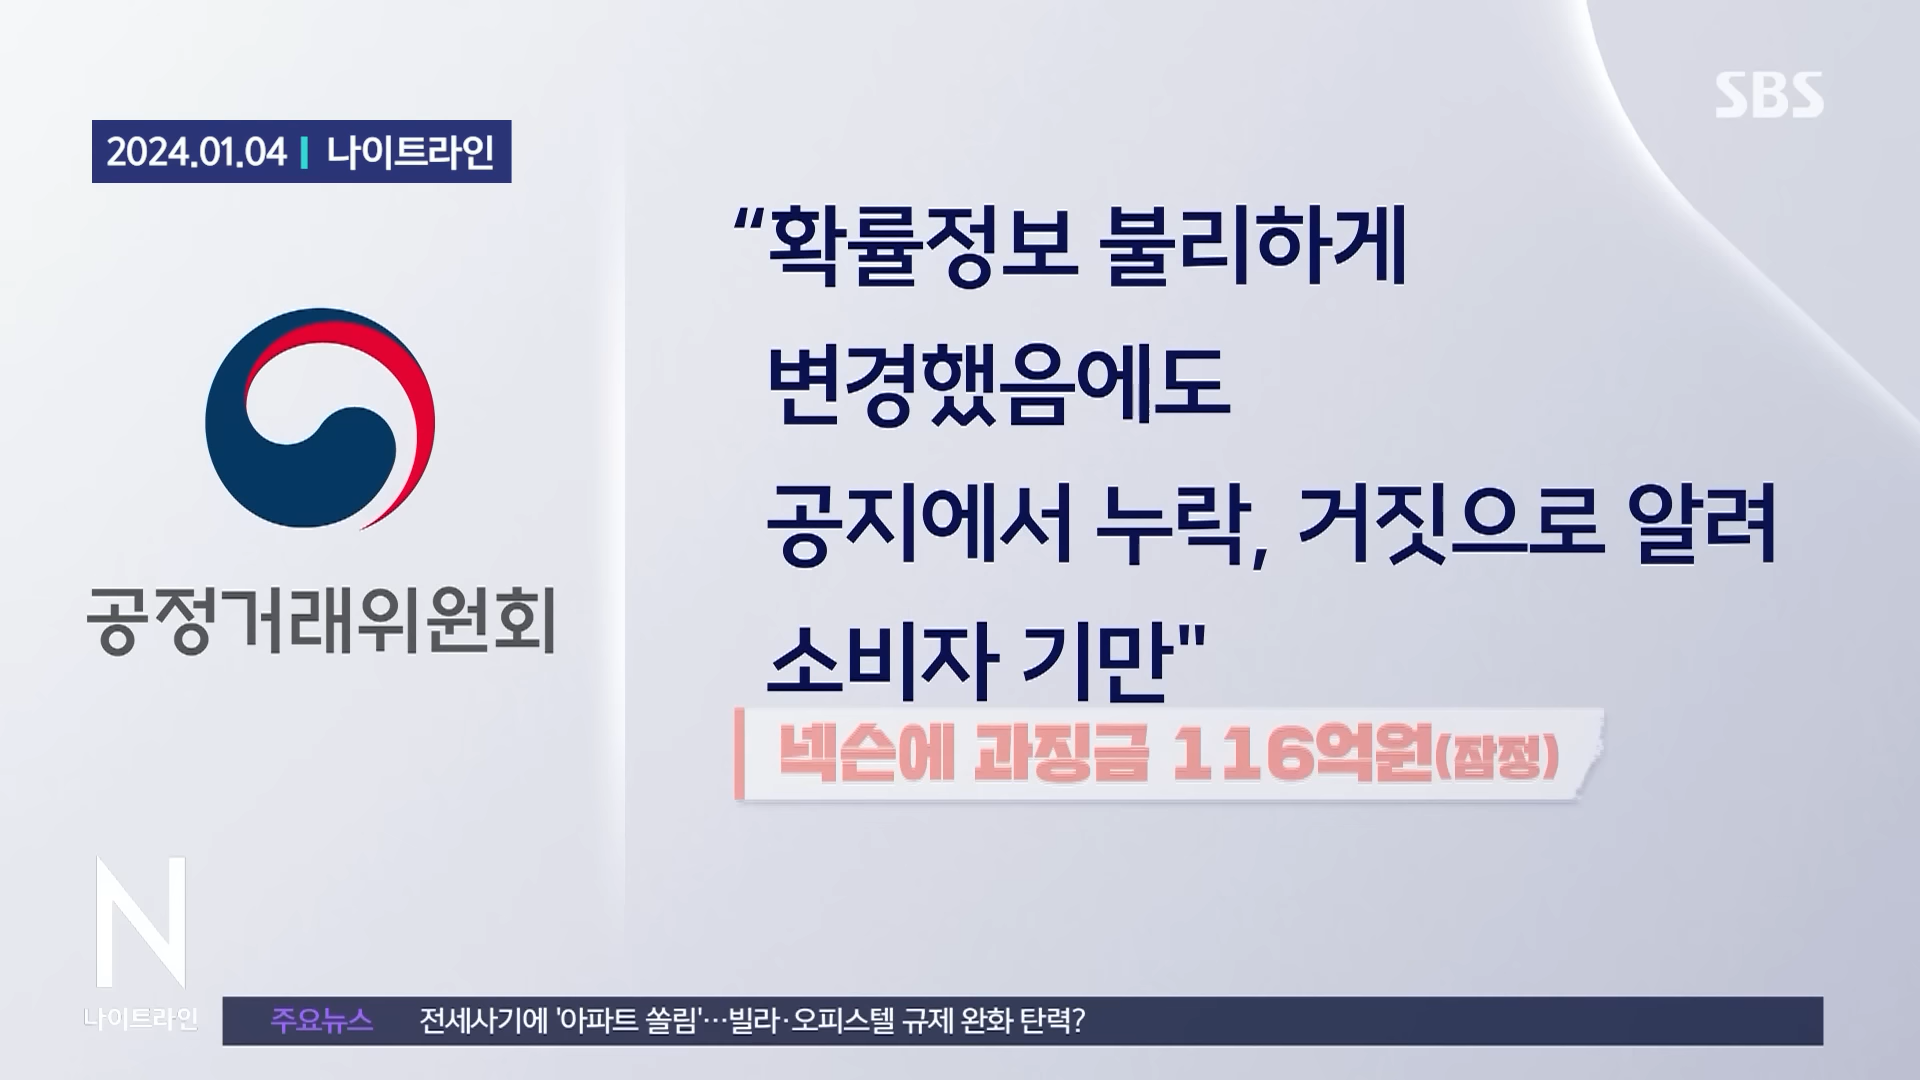 SBS
2024.01.04 | 나이트라인
“확률정보 불리하게
변경했음에도
공지에서 누락, 거짓으로 알려
소비자 기만"
넥슨에 과징금 116억원(잠정)
공정거래위원회
N
나이트라인
주요뉴스 전세사기에 '아파트 쏠림'…빌라·오피스텔 규제 완화 탄력?